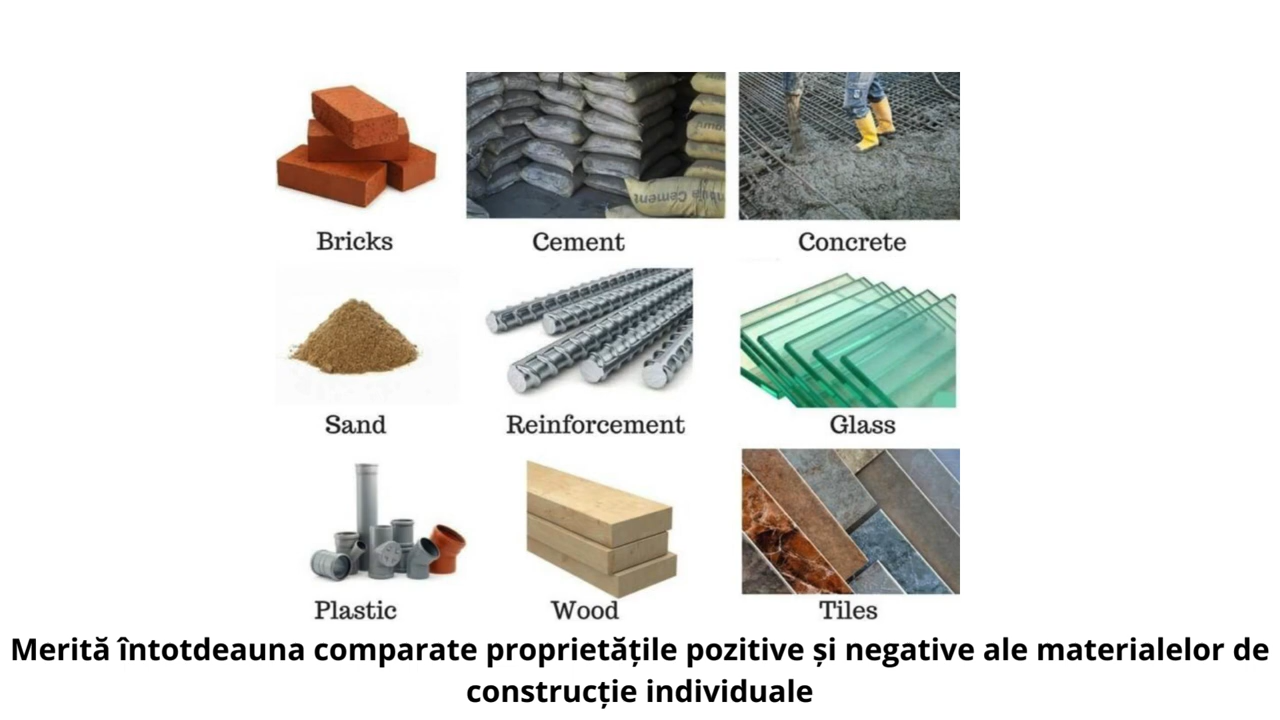 Bricks
Cement
Concrete
Sand
Reinforcement
Glass
Plastic
Wood
Tiles
Merită întotdeauna comparate proprietățile pozitive și negative ale materialelor de
construcție individuale